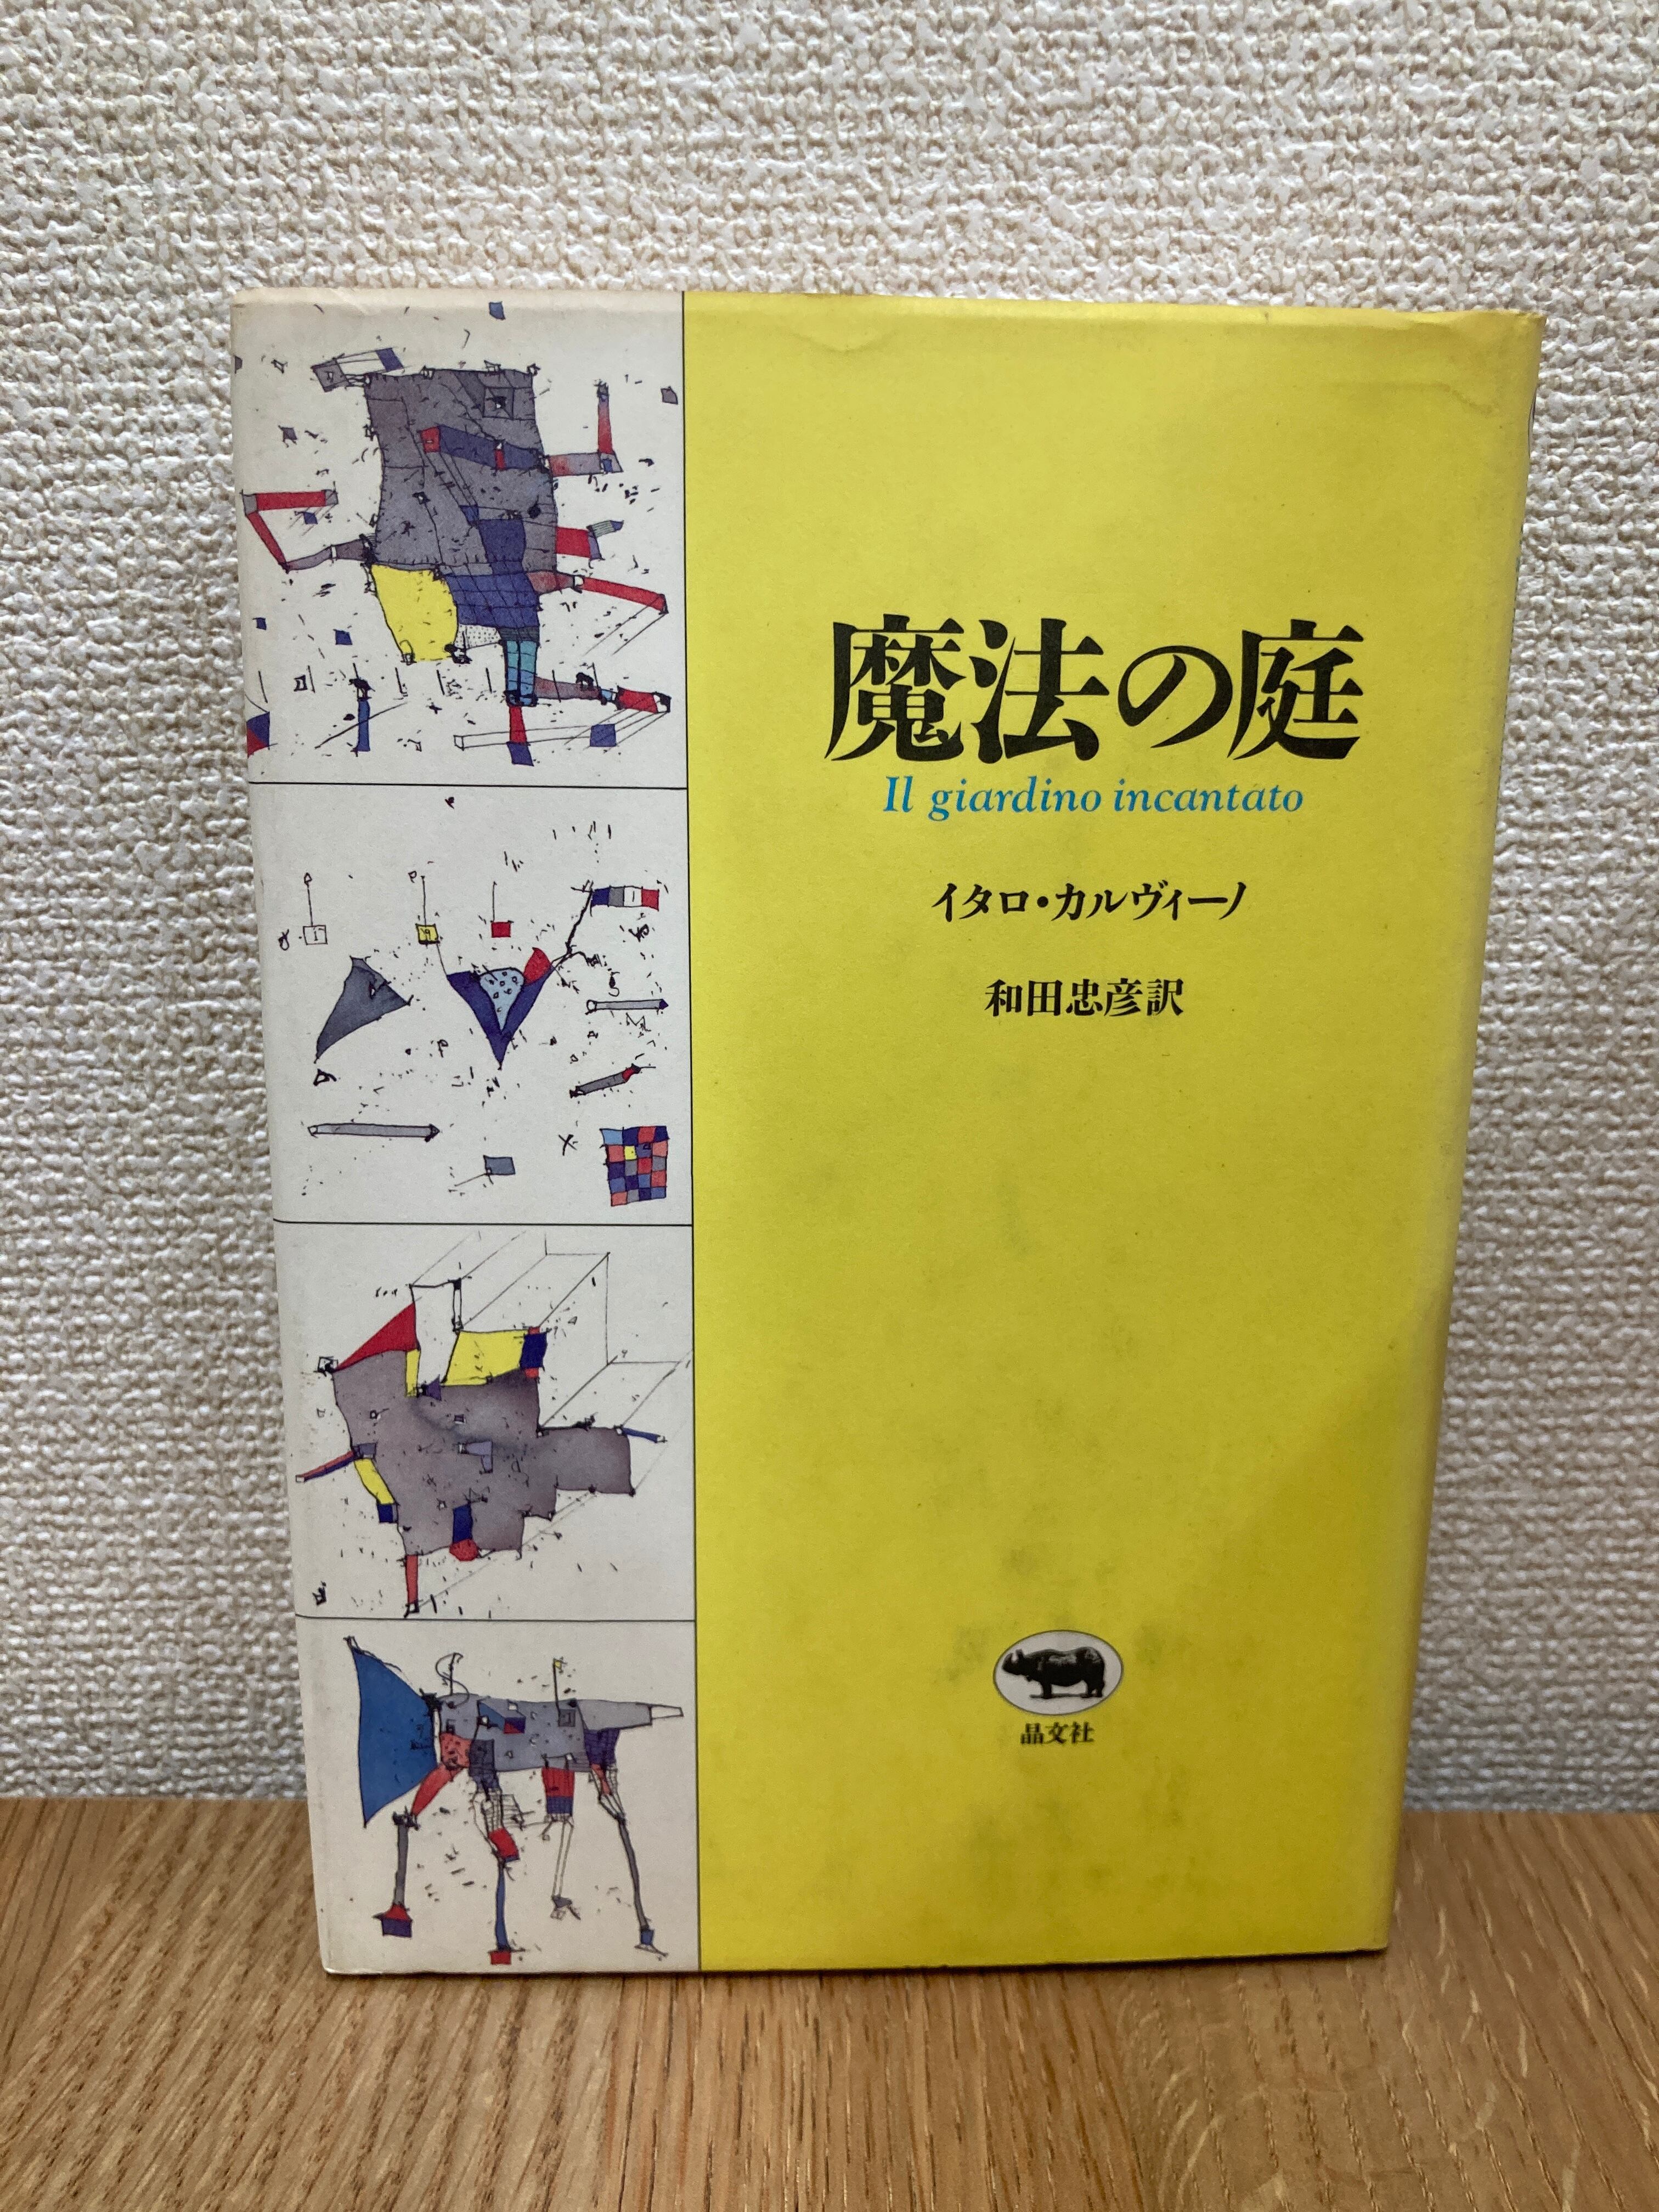 魔法の庭
Il giardino incantato
イタロ・カルヴィーノ
和田忠彦訳
晶文社